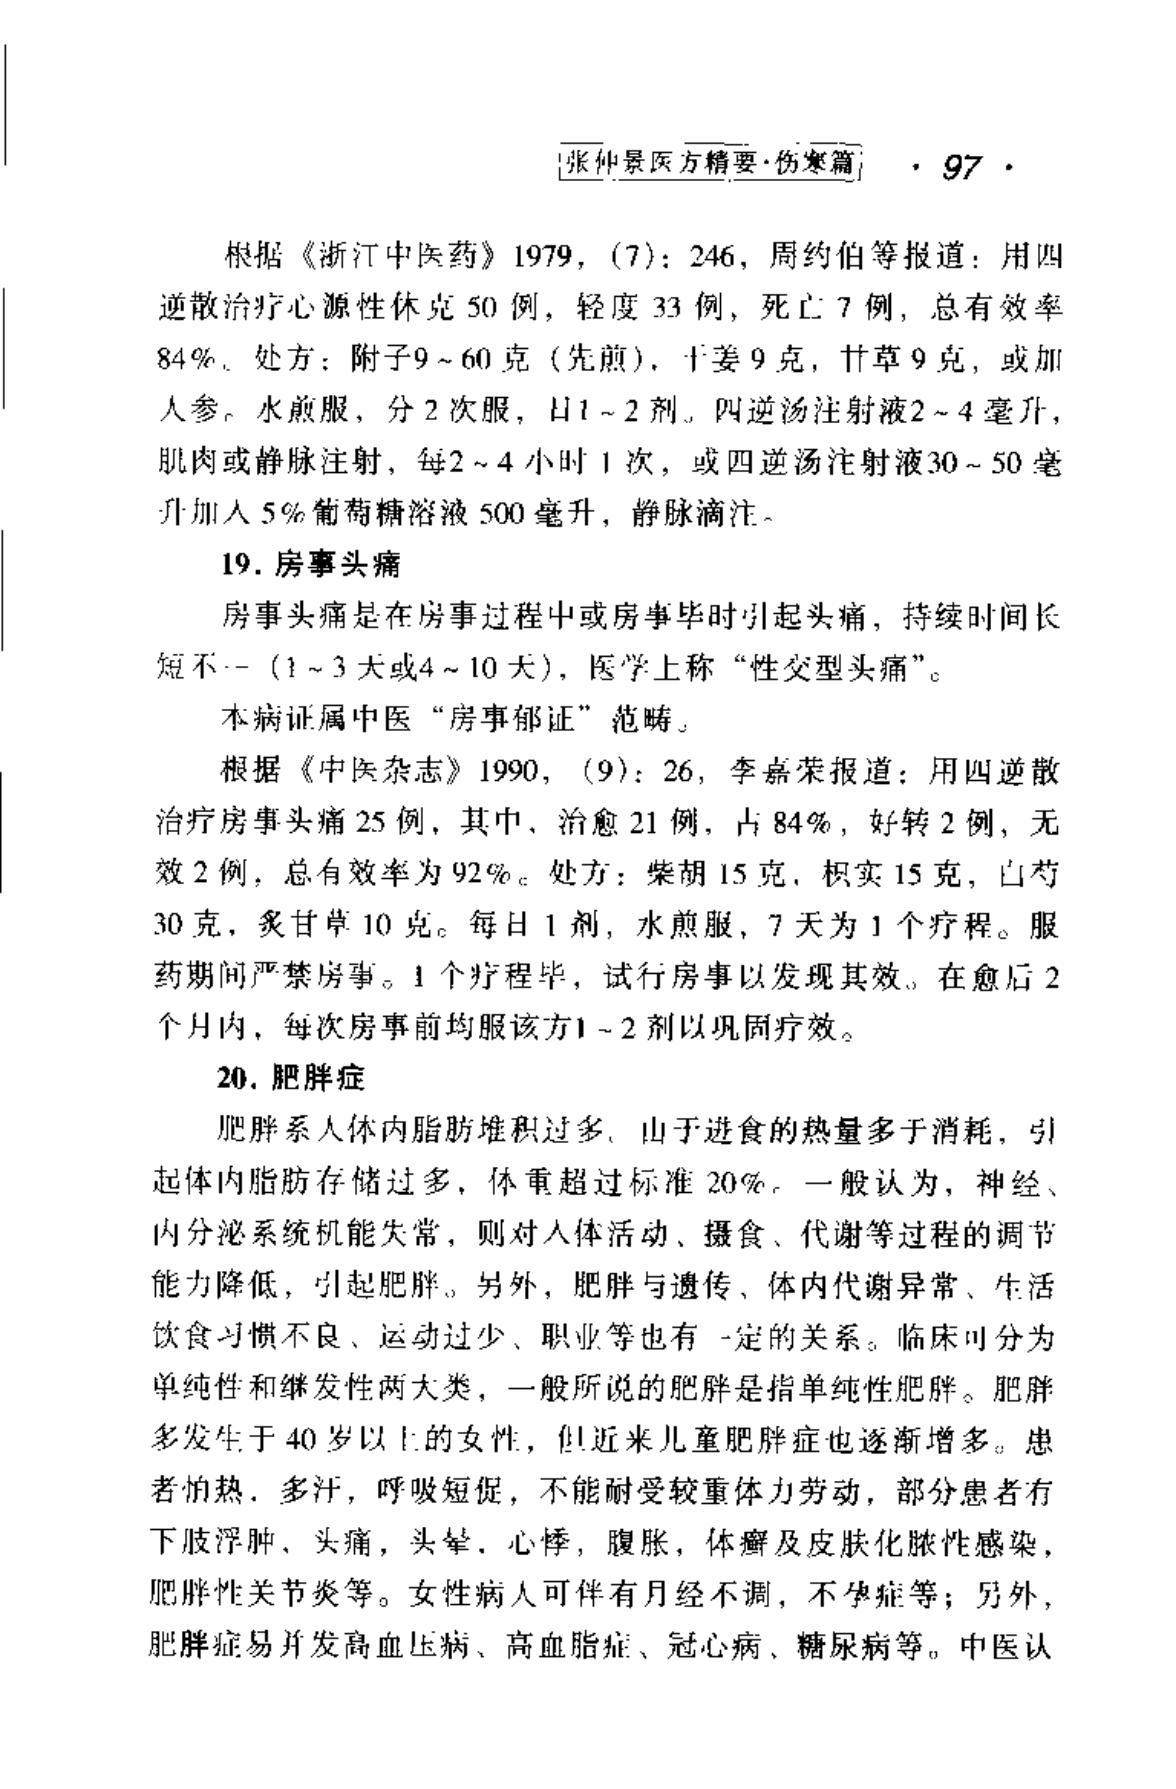 张仲景医方精要·伤寒篇 · 97 ·
根据《浙江中医药》1979，(7)：246，周约伯等报道：用四
逆散治疗心源性休克 50 例，轻度 33 例，死亡 7 例，总有效率
84%。处方：附子9～60 克（先煎），干姜 9 克，甘草 9 克，或加
人参。水煎服，分 2 次服，日1～2 剂。四逆汤注射液2～4 毫升，
肌肉或静脉注射，每2～4 小时 1 次，或四逆汤注射液30～50 毫
升加入 5%葡萄糖溶液 500 毫升，静脉滴注。
19. 房事头痛
房事头痛是在房事过程中或房事毕时引起头痛，持续时间长
短不一（1～3 天或4～10 天），医学上称“性交型头痛”。
本病证属中医“房事郁证”范畴。
根据《中医杂志》1990，(9)：26，李嘉荣报道：用四逆散
治疗房事头痛 25 例，其中，治愈 21 例，占 84%，好转 2 例，无
效 2 例，总有效率为 92%。处方：柴胡 15 克，枳实 15 克，白芍
30 克，炙甘草 10 克。每日 1 剂，水煎服，7 天为 1 个疗程。服
药期间严禁房事。1 个疗程毕，试行房事以发现其效。在愈后 2
个月内，每次房事前均服该方1～2 剂以巩固疗效。
20. 肥胖症
肥胖系人体内脂肪堆积过多，由于进食的热量多于消耗，引
起体内脂肪存储过多，体重超过标准 20%。一般认为，神经、
内分泌系统机能失常，则对人体活动、摄食、代谢等过程的调节
能力降低，引起肥胖。另外，肥胖与遗传、体内代谢异常、生活
饮食习惯不良、运动过少、职业等也有一定的关系。临床可分为
单纯性和继发性两大类，一般所说的肥胖是指单纯性肥胖。肥胖
多发生于 40 岁以上的女性，但近来儿童肥胖症也逐渐增多。患
者怕热，多汗，呼吸短促，不能耐受较重体力劳动，部分患者有
下肢浮肿，头痛，头晕，心悸，腹胀，体癣及皮肤化脓性感染，
肥胖性关节炎等。女性病人可伴有月经不调，不孕症等；另外，
肥胖症易并发高血压病、高血脂症、冠心病、糖尿病等。中医认